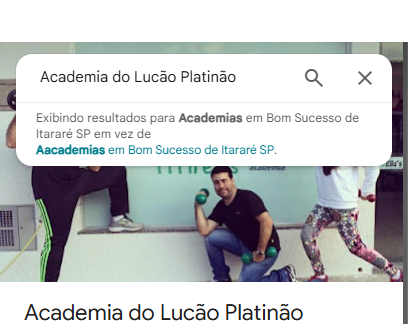 Academia do Lucão Platinão
Exibindo resultados para Academias em Bom Sucesso de
Itararé SP em vez de
Aacademias em Bom Sucesso de Itararé SP.
academia
Academia do Lucão Platinão